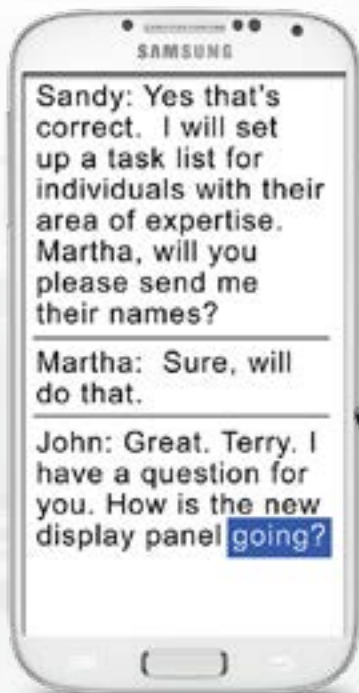 SAMSUNG
Sandy: Yes that's
correct.  I will set
up a task list for
individuals with their
area of expertise.
Martha, will you
please send me
their names?
Martha:  Sure, will
do that.
John: Great. Terry. I
have a question for
you. How is the new
display panel going?